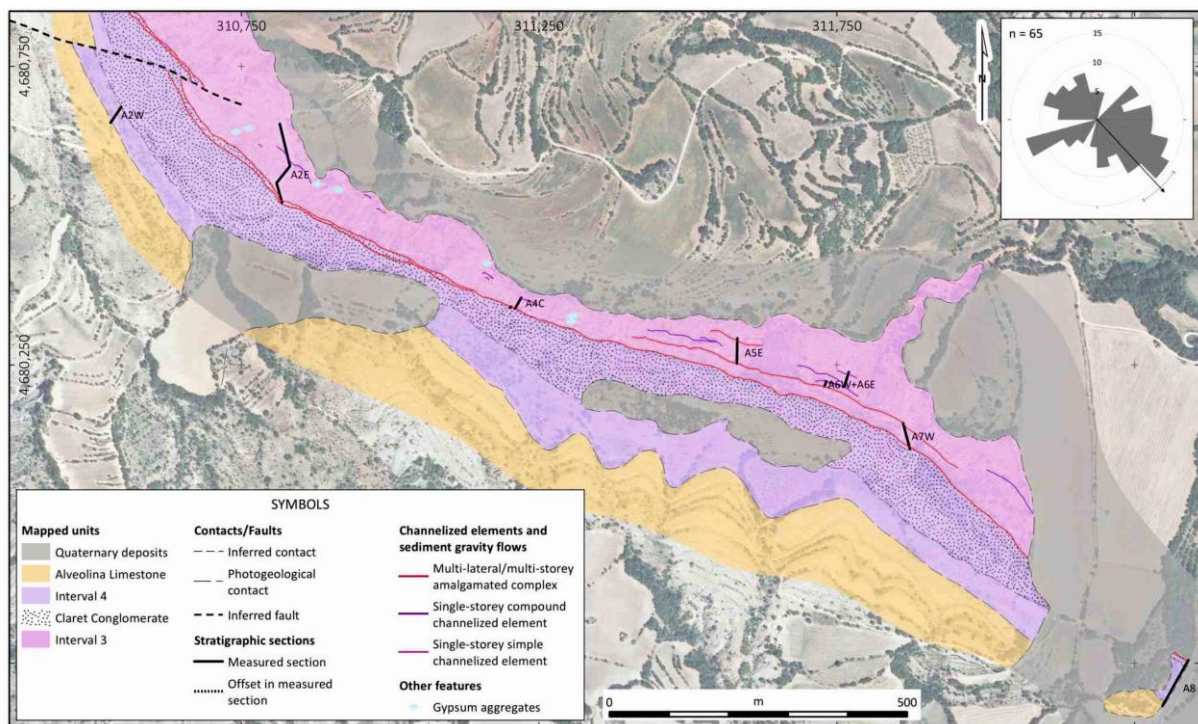 310,750
311,250
311,750
4,680,750
4,680,250
n = 65
15
10
5
N
A2W
A2E
A4C
A5E
A6W+A6E
A7W
A8
SYMBOLS
Mapped units
Quaternary deposits
Alveolina Limestone
Interval 4
Claret Conglomerate
Interval 3
Contacts/Faults
Inferred contact
Photogeological
contact
Inferred fault
Stratigraphic sections
Measured section
Offset in measured
section
Channelized elements and
sediment gravity flows
Multi-lateral/multi-storey
amalgamated complex
Single-storey compound
channelized element
Single-storey simple
channelized element
Other features
Gypsum aggregates
0
m
500